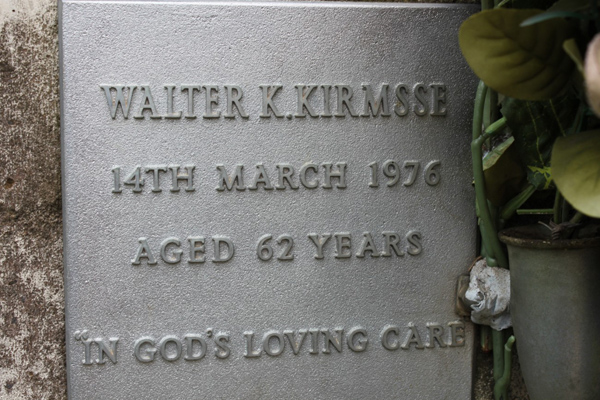 WALTER K.KIRMSSE
14TH MARCH 1976
AGED 62 YEARS
"IN GOD'S LOVING CARE